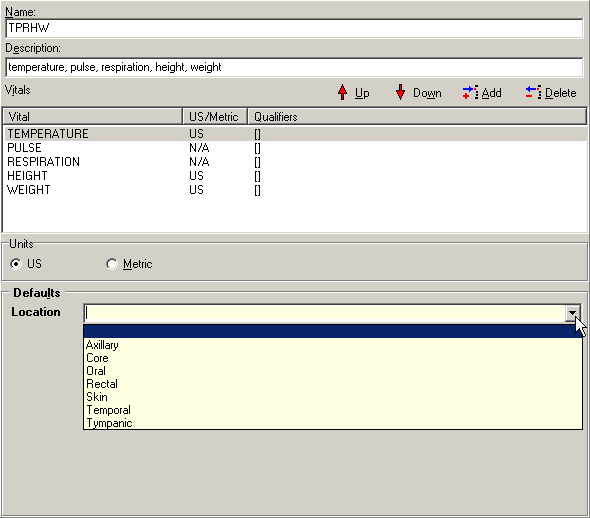 Name:
TPRHW
Description:
temperature, pulse, respiration, height, weight
Vitals Up Down Add Delete
Vital US/Metric Qualifiers
TEMPERATURE US []
PULSE N/A []
RESPIRATION N/A []
HEIGHT US []
WEIGHT US []
Units
US Metric
Defaults
Location
Axillary
Core
Oral
Rectal
Skin
Temporal
Tympanic